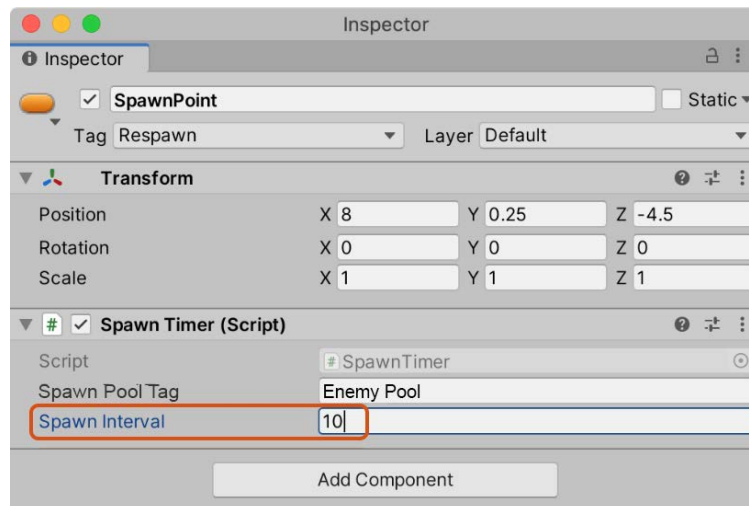 Inspector
Inspector
SpawnPoint Static
Tag Respawn Layer Default
Transform
Position X 8 Y 0.25 Z -4.5
Rotation X 0 Y 0 Z 0
Scale X 1 Y 1 Z 1
# Spawn Timer (Script)
Script # SpawnTimer
Spawn Pool Tag Enemy Pool
Spawn Interval 10
Add Component